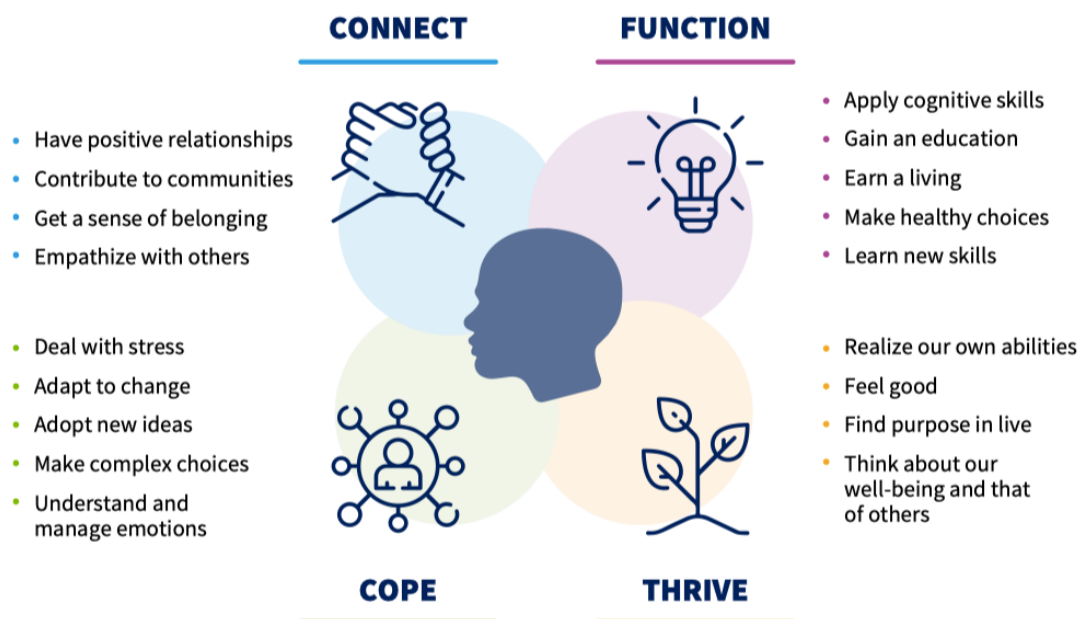 CONNECT
Have positive relationships
Contribute to communities
Get a sense of belonging
Empathize with others
FUNCTION
Apply cognitive skills
Gain an education
Earn a living
Make healthy choices
Learn new skills
Deal with stress
Adapt to change
Adopt new ideas
Make complex choices
Understand and
manage emotions
COPE
Realize our own abilities
Feel good
Find purpose in live
Think about our
well-being and that
of others
THRIVE